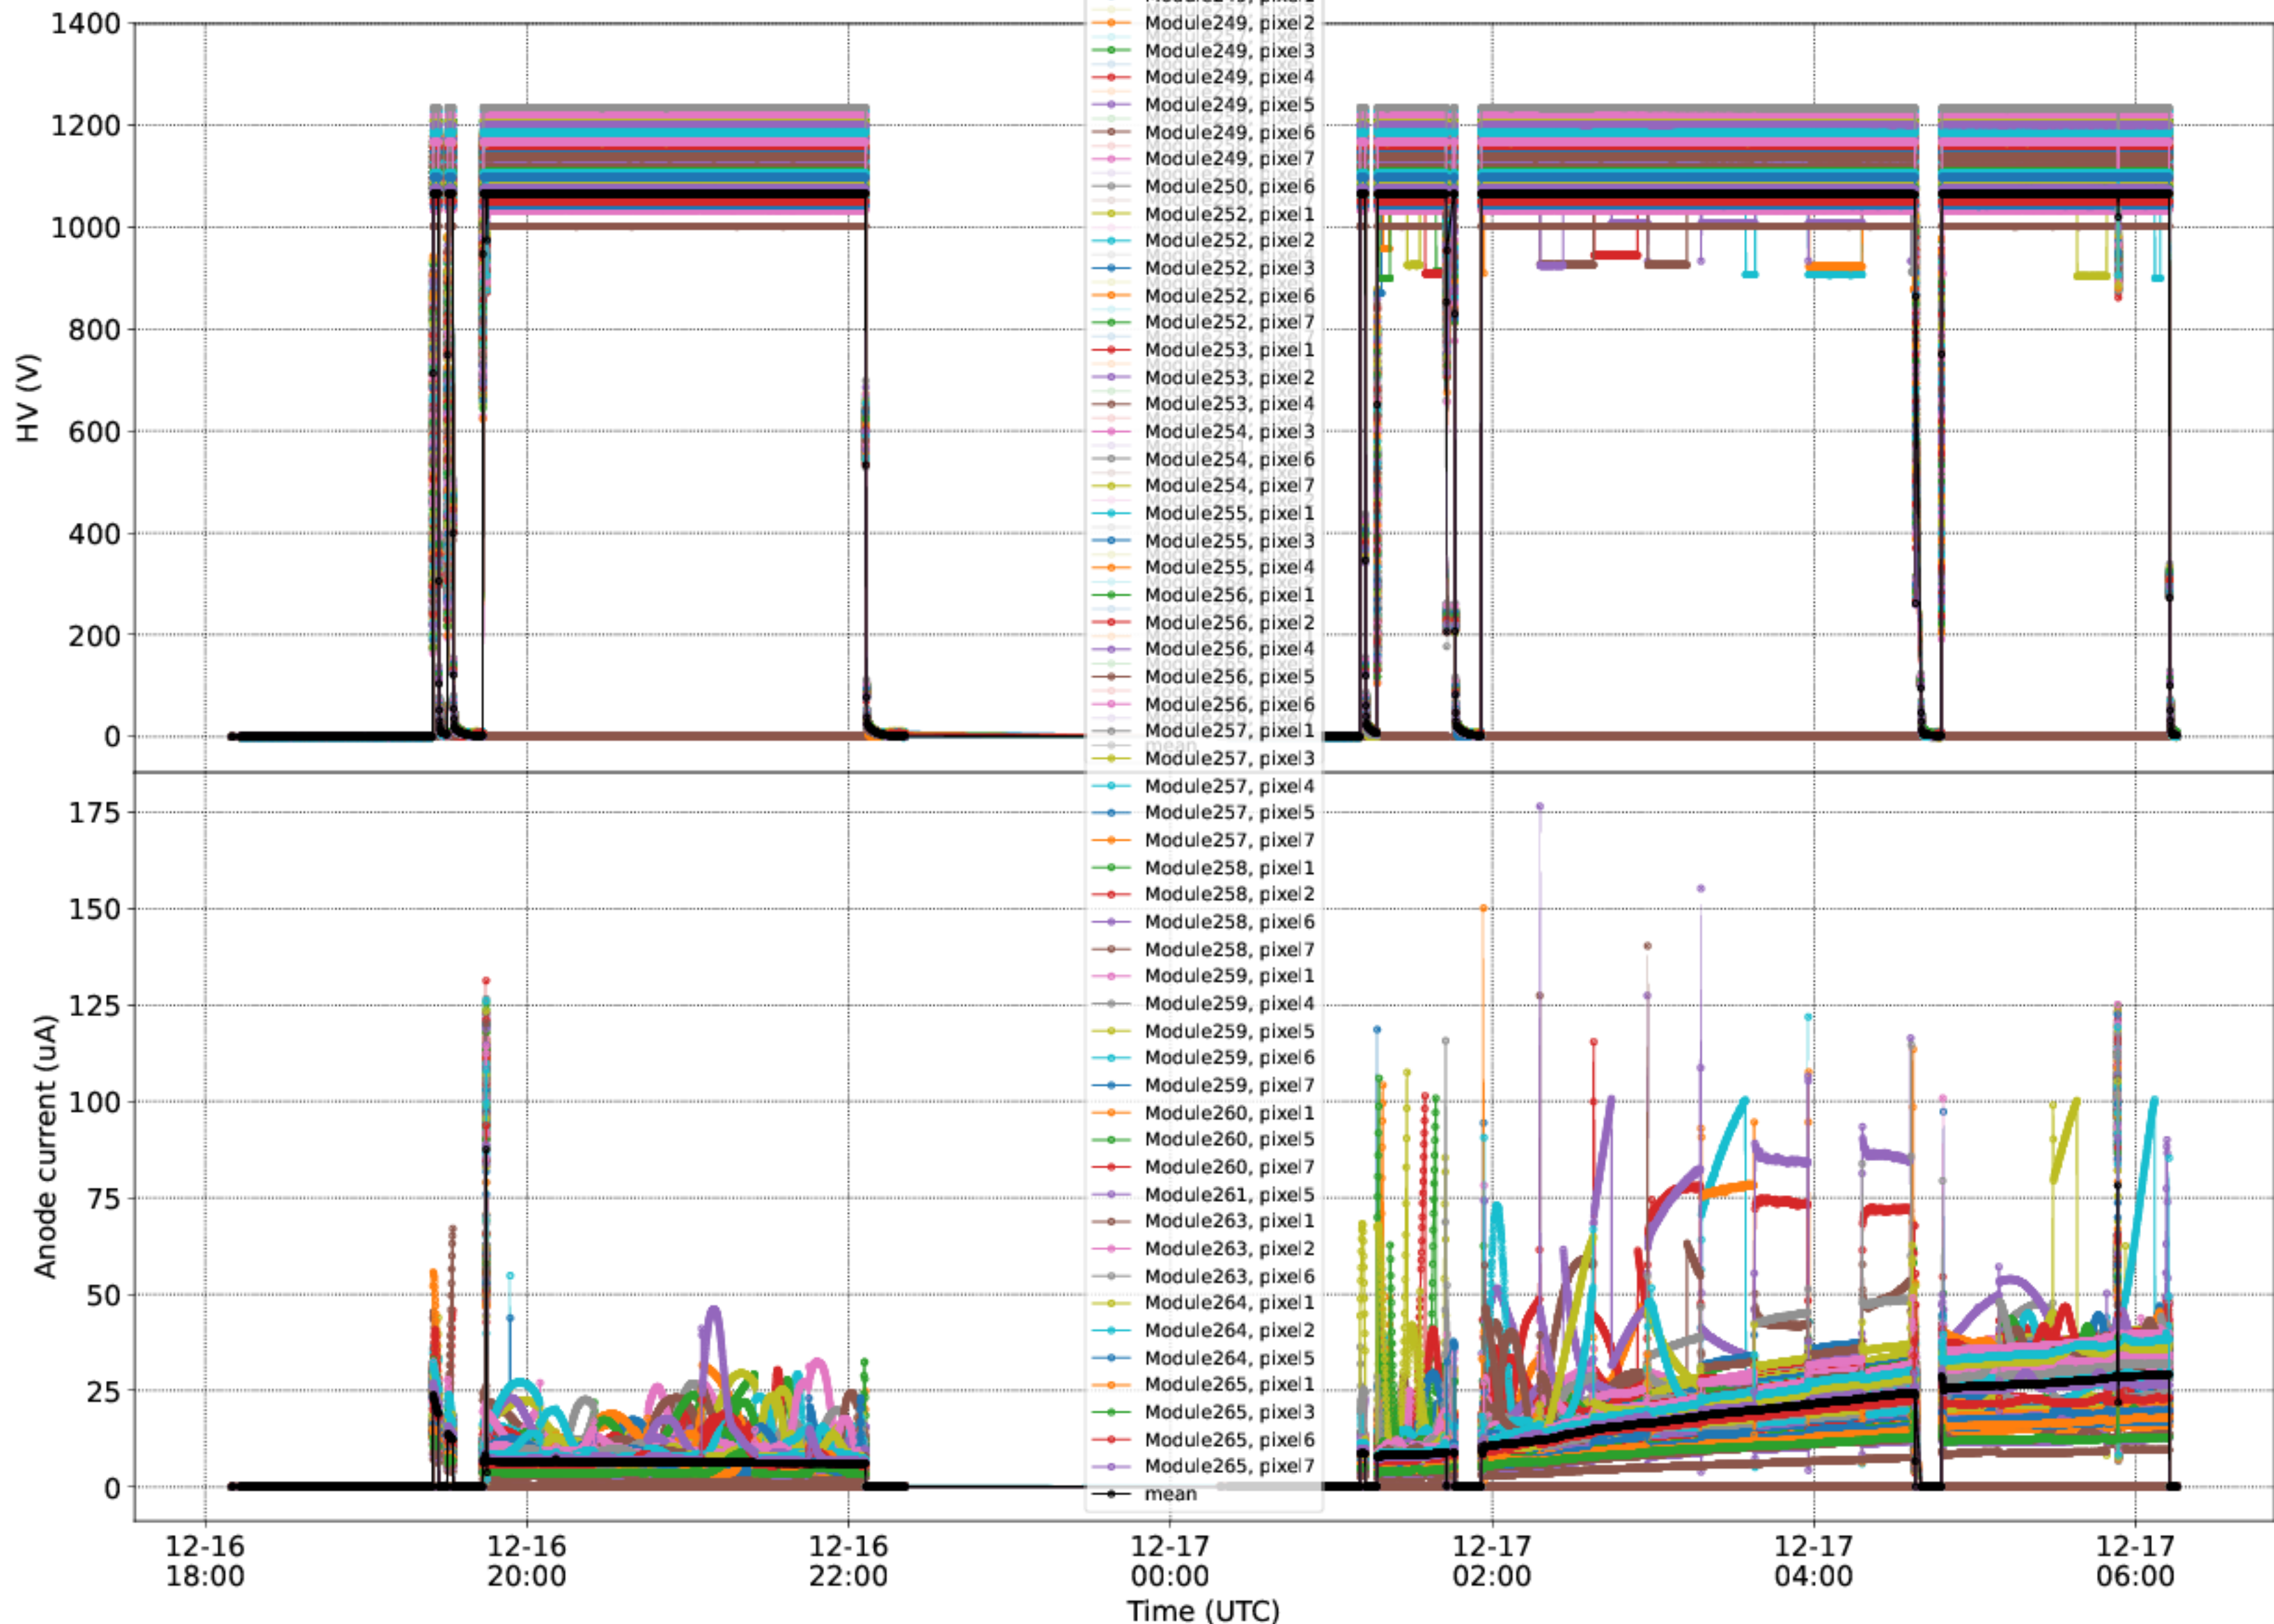 1400
1200
1000
800
600
400
200
0
HV (V)
175
150
125
100
75
50
25
0
Anode current (uA)
Module249, pixel2
Module249, pixel3
Module249, pixel4
Module249, pixel5
Module249, pixel6
Module249, pixel7
Module250, pixel6
Module252, pixel1
Module252, pixel2
Module252, pixel3
Module252, pixel6
Module252, pixel7
Module253, pixel1
Module253, pixel2
Module253, pixel4
Module254, pixel3
Module254, pixel6
Module254, pixel7
Module255, pixel1
Module255, pixel3
Module255, pixel4
Module256, pixel1
Module256, pixel2
Module256, pixel4
Module256, pixel5
Module256, pixel6
Module257, pixel1
mean
Module257, pixel3
Module257, pixel4
Module257, pixel5
Module257, pixel7
Module258, pixel1
Module258, pixel2
Module258, pixel6
Module258, pixel7
Module259, pixel1
Module259, pixel4
Module259, pixel5
Module259, pixel6
Module259, pixel7
Module260, pixel1
Module260, pixel5
Module260, pixel7
Module261, pixel5
Module263, pixel1
Module263, pixel2
Module263, pixel6
Module264, pixel1
Module264, pixel2
Module264, pixel5
Module265, pixel1
Module265, pixel3
Module265, pixel6
Module265, pixel7
mean
12-16 12-16 12-16 12-17 12-17 12-17 12-17
18:00 20:00 22:00 00:00 02:00 04:00 06:00
Time (UTC)